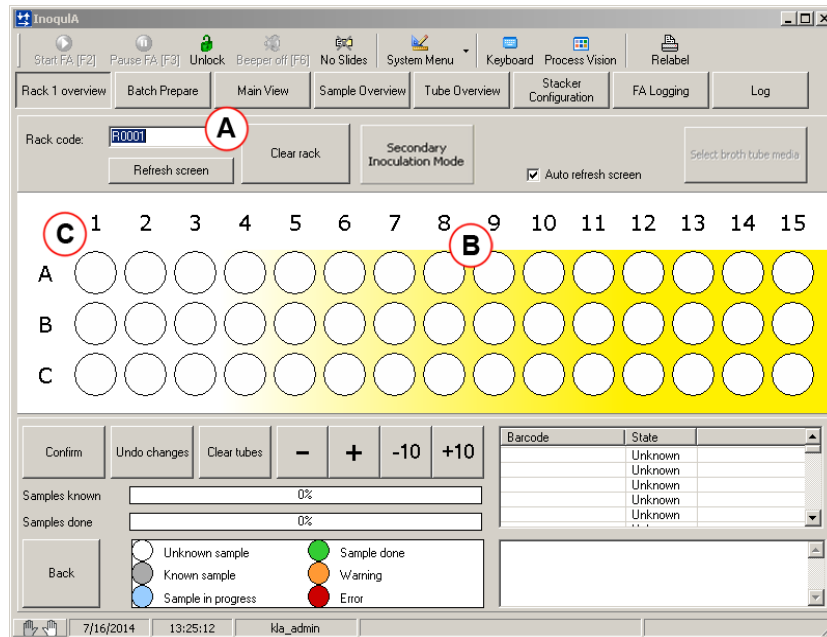 InoqulA
Start FA [F2] Pause FA [F3] Unlock Beeper off [F6] No Slides System Menu Keyboard Process Vision Relabel
Rack 1 overview Batch Prepare Main View Sample Overview Tube Overview Stacker Configuration FA Logging Log
Rack code: R0001 A Clear rack Secondary Inoculation Mode Select broth tube media
Refresh screen Auto refresh screen
C 1 2 3 4 5 6 7 8 9 10 11 12 13 14 15
B
A
B
C
Confirm Undo changes Clear tubes − + -10 +10
Barcode State
Unknown
Unknown
Unknown
Unknown
Unknown
Samples known 0%
Samples done 0%
Back
Unknown sample Sample done
Known sample Warning
Sample in progress Error
7/16/2014 13:25:12 kla_admin